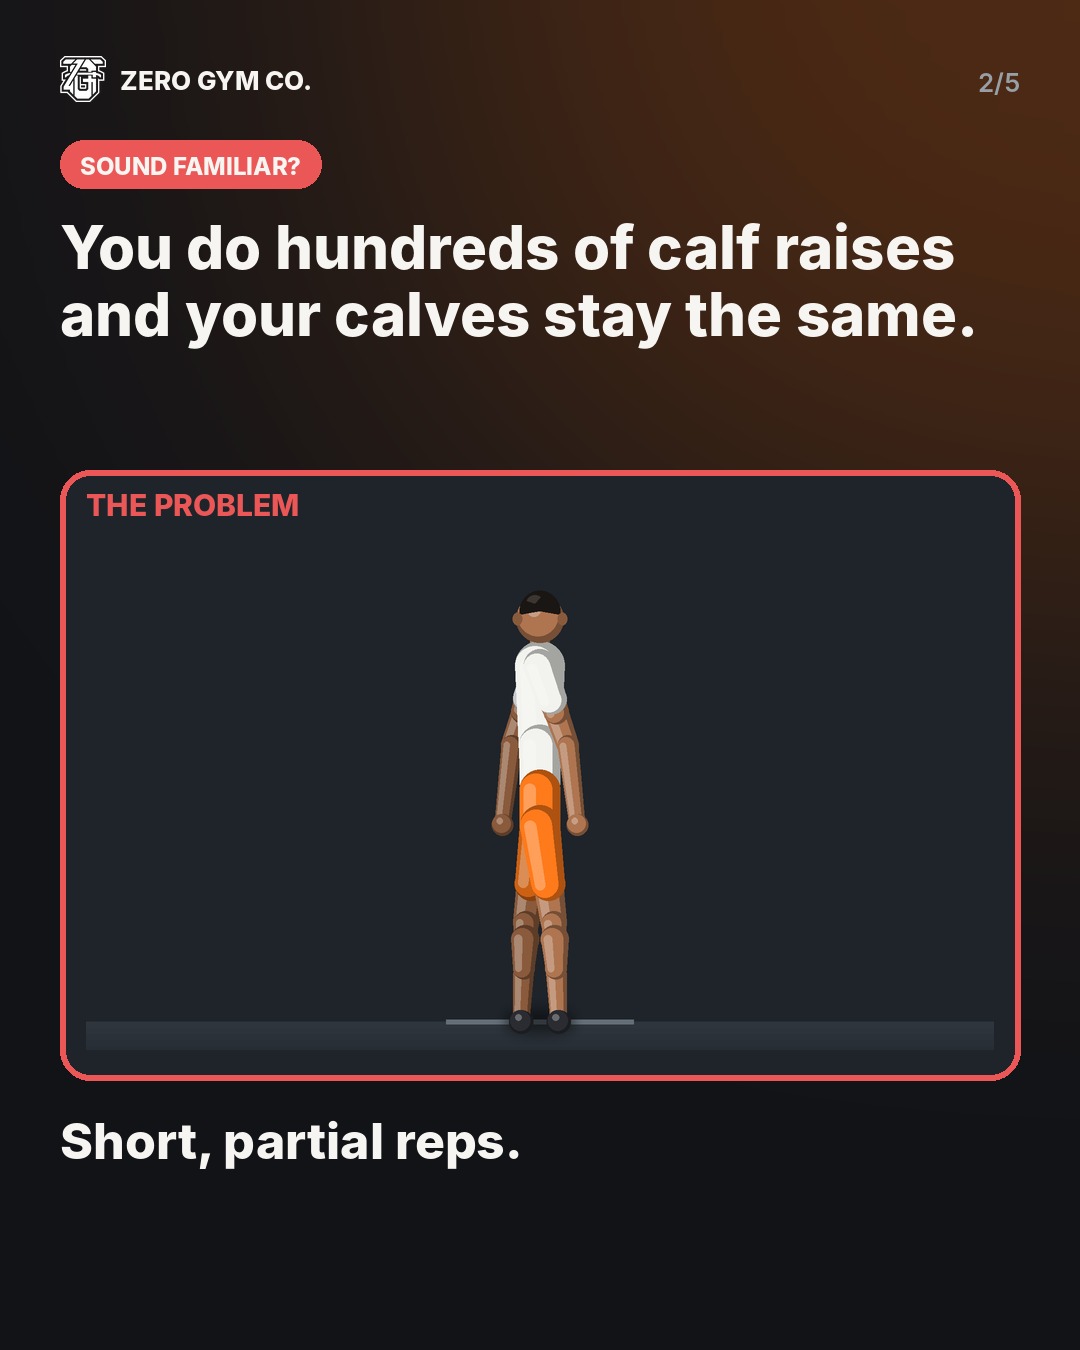 ZERO GYM CO.
2/5
SOUND FAMILIAR?
You do hundreds of calf raises
and your calves stay the same.
THE PROBLEM
Short, partial reps.